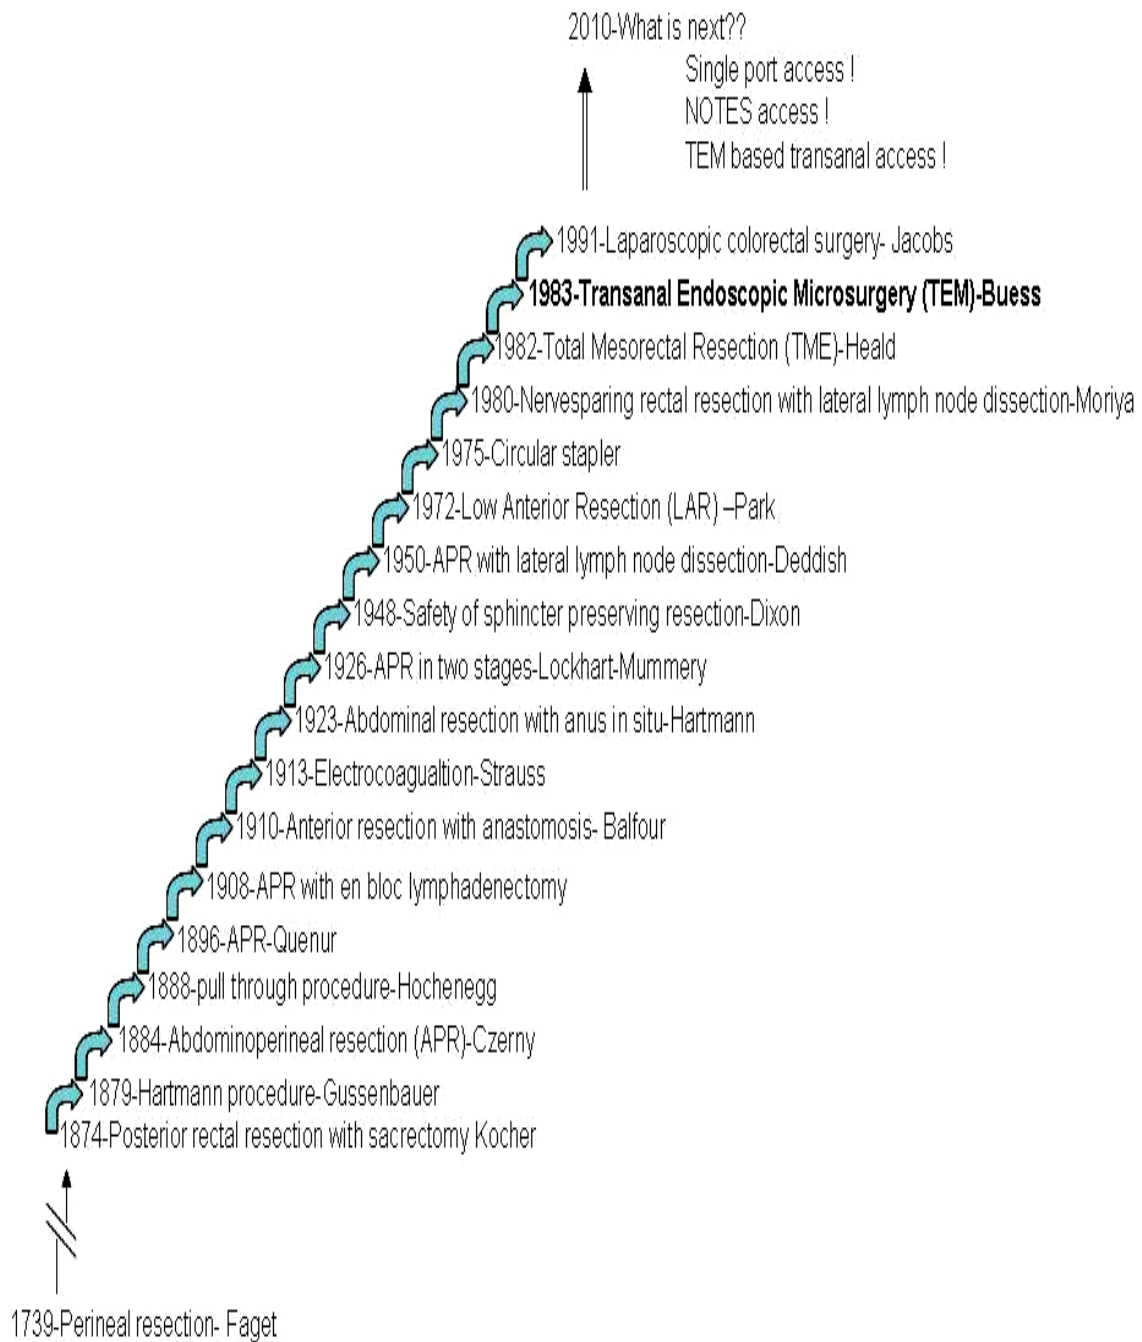 2010-What is next??
Single port access !
NOTES access !
TEM based transanal access !
1991-Laparoscopic colorectal surgery- Jacobs
1983-Transanal Endoscopic Microsurgery (TEM)-Buess
1982-Total Mesorectal Resection (TME)-Heald
1980-Nervesparing rectal resection with lateral lymph node dissection-Moriya
1975-Circular stapler
1972-Low Anterior Resection (LAR) –Park
1950-APR with lateral lymph node dissection-Deddish
1948-Safety of sphincter preserving resection-Dixon
1926-APR in two stages-Lockhart-Mummery
1923-Abdominal resection with anus in situ-Hartmann
1913-Electrocoagualtion-Strauss
1910-Anterior resection with anastomosis- Balfour
1908-APR with en bloc lymphadenectomy
1896-APR-Quenur
1888-pull through procedure-Hochenegg
1884-Abdominoperineal resection (APR)-Czerny
1879-Hartmann procedure-Gussenbauer
1874-Posterior rectal resection with sacrectomy Kocher
1739-Perineal resection- Faget